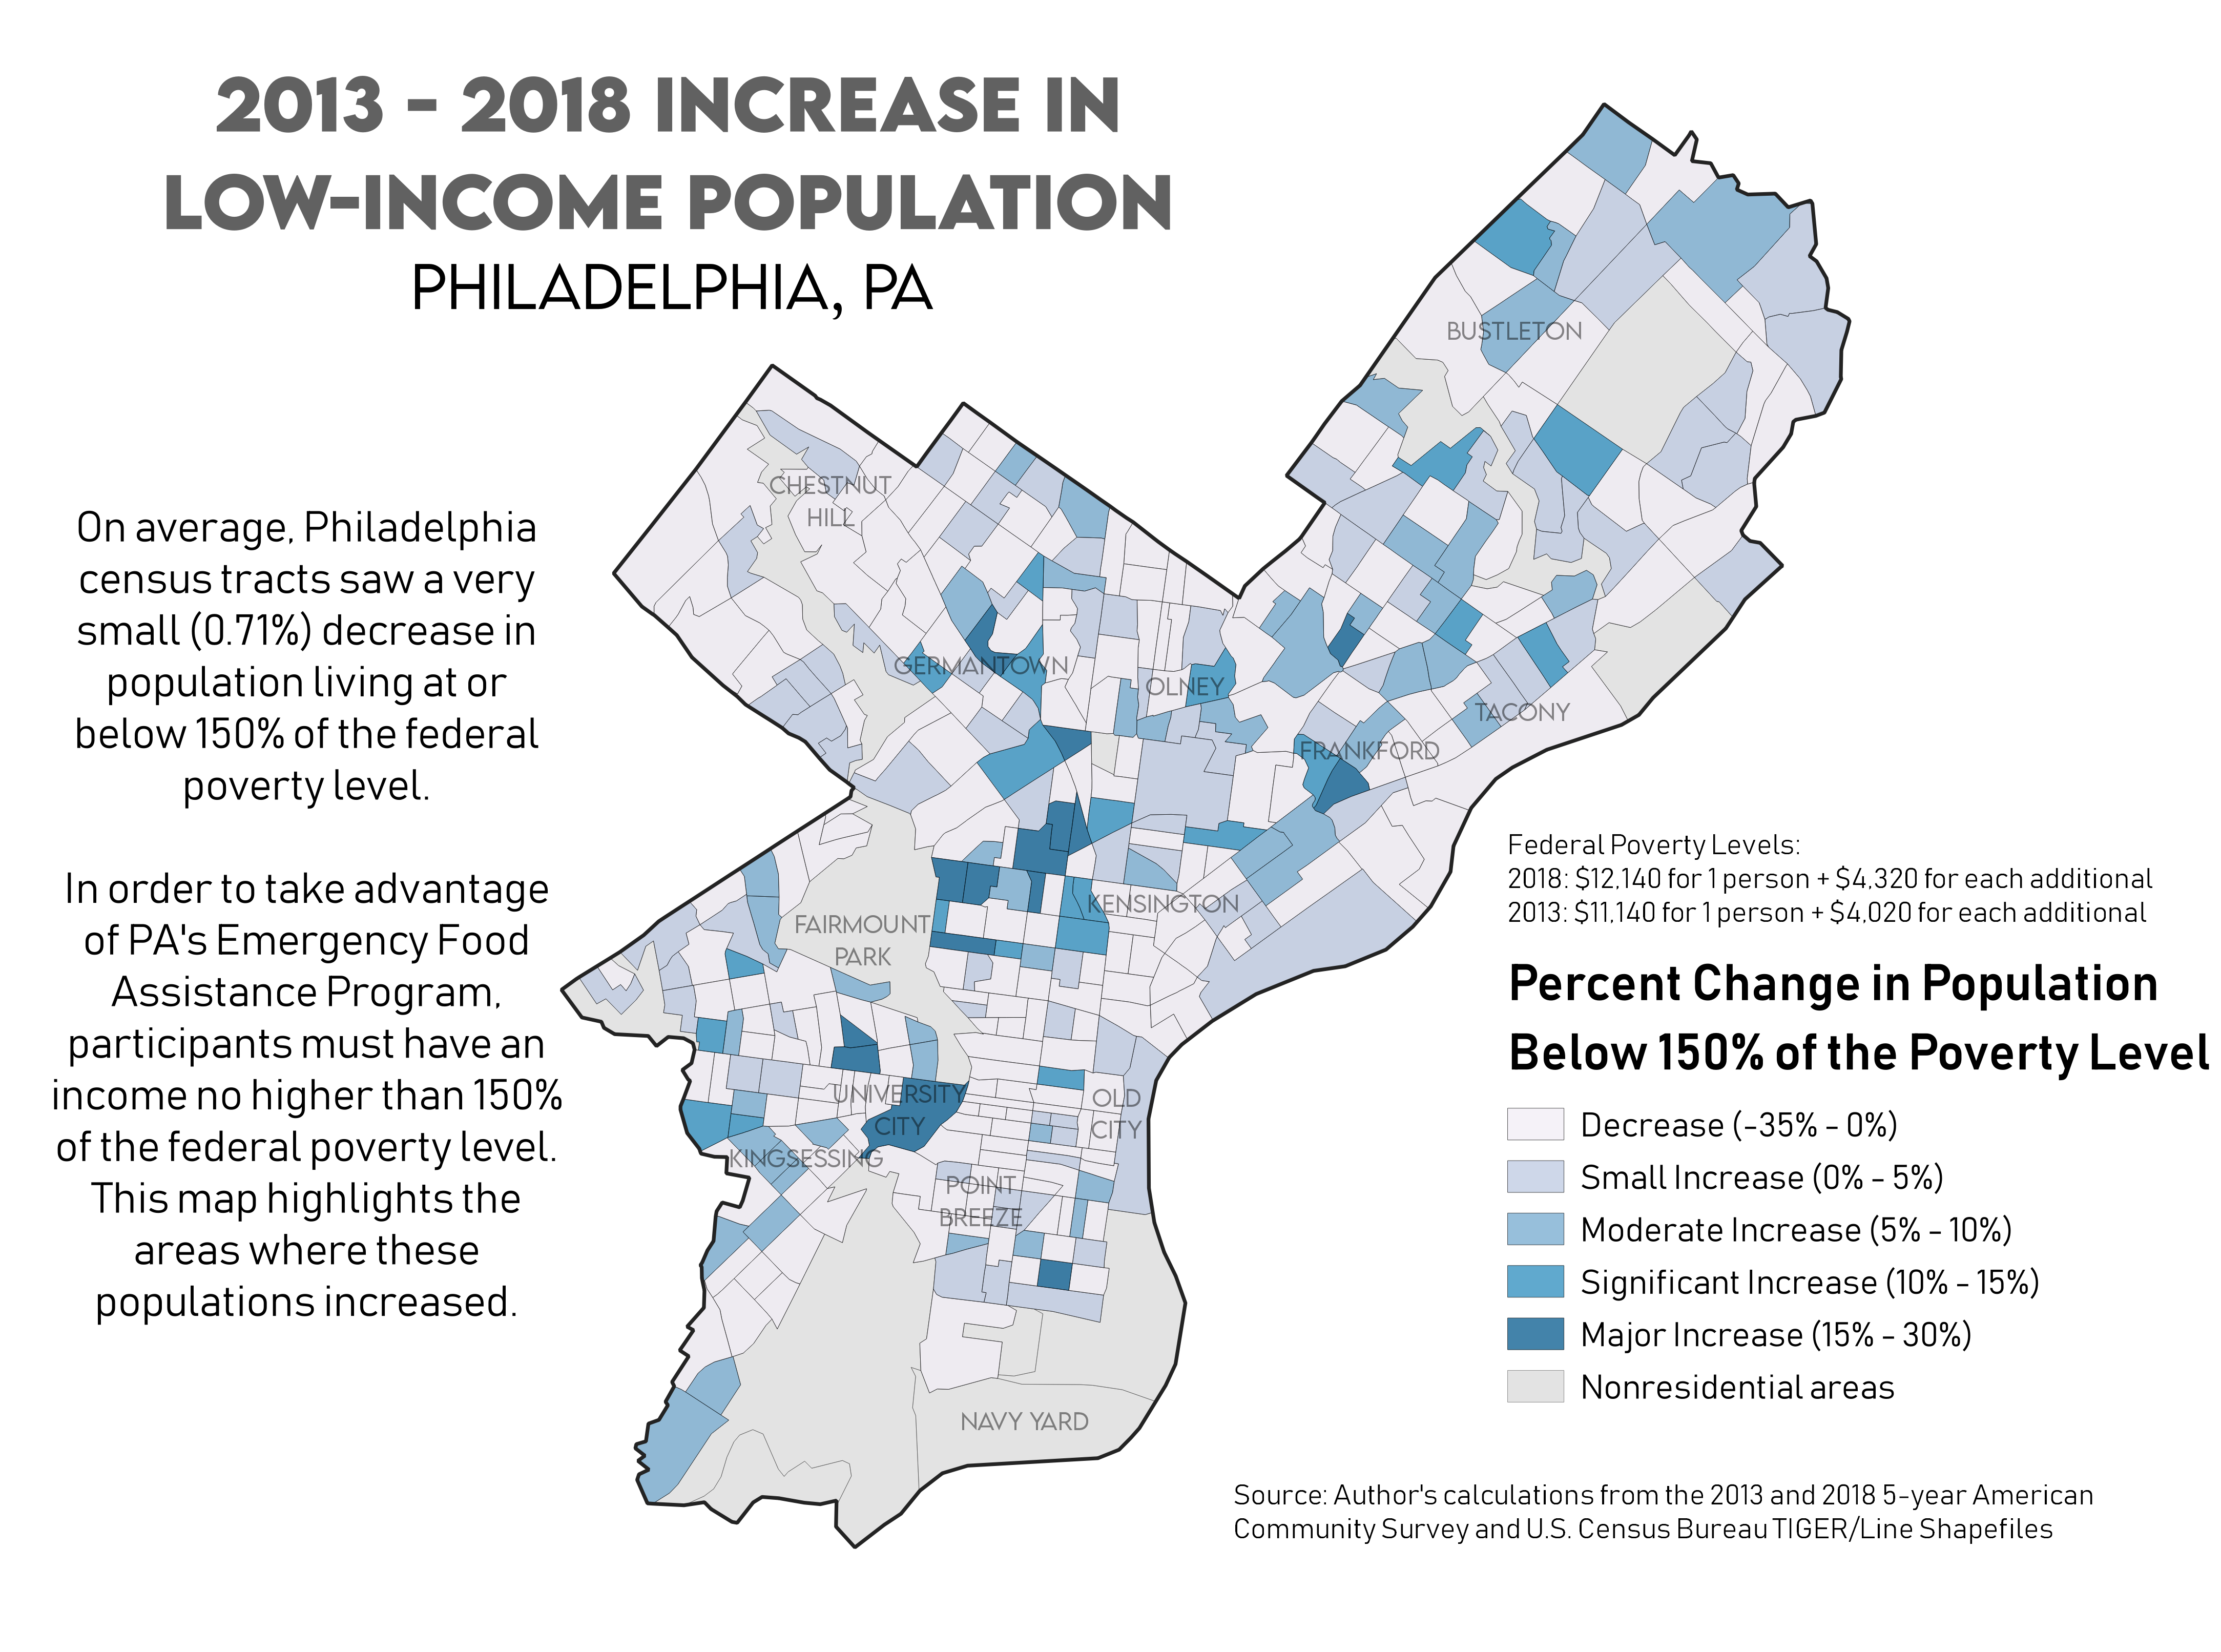 2013 - 2018 INCREASE IN
LOW-INCOME POPULATION
PHILADELPHIA, PA
On average, Philadelphia
census tracts saw a very
small (0.71%) decrease in
population living at or
below 150% of the federal
poverty level.
In order to take advantage
of PA's Emergency Food
Assistance Program,
participants must have an
income no higher than 150%
of the federal poverty level.
This map highlights the
areas where these
populations increased.
BUSTLETON
CHESTNUT
HILL
GERMANTOWN
OLNEY
TACONY
FRANKFORD
KENSINGTON
FAIRMOUNT
PARK
UNIVERSITY
CITY
OLD
CITY
KINGSESSING
POINT
BREEZE
NAVY YARD
Federal Poverty Levels:
2018: $12,140 for 1 person + $4,320 for each additional
2013: $11,140 for 1 person + $4,020 for each additional
Percent Change in Population
Below 150% of the Poverty Level
Decrease (-35% - 0%)
Small Increase (0% - 5%)
Moderate Increase (5% - 10%)
Significant Increase (10% - 15%)
Major Increase (15% - 30%)
Nonresidential areas
Source: Author's calculations from the 2013 and 2018 5-year American
Community Survey and U.S. Census Bureau TIGER/Line Shapefiles